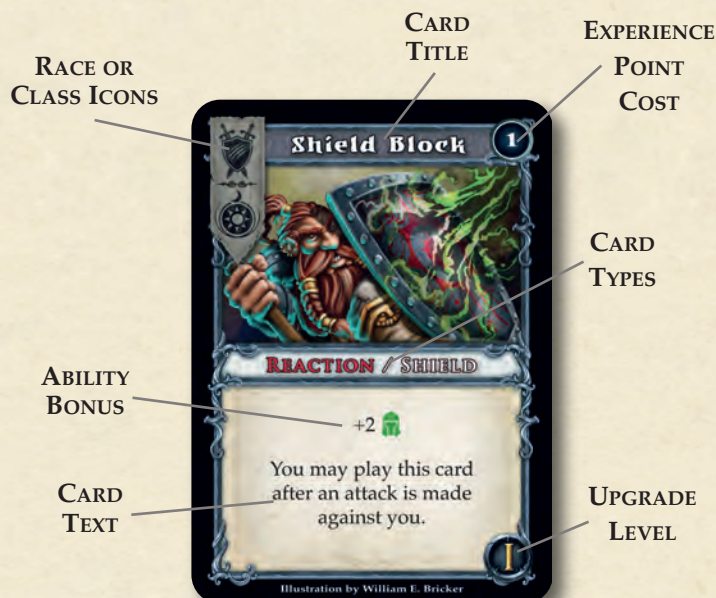 CARD
TITLE
EXPERIENCE
POINT
COST
RACE OR
CLASS ICONS
Shield Block
1
CARD
TYPES
REACTION / SHIELD
ABILITY
BONUS
+2
You may play this card
after an attack is made
against you.
CARD
TEXT
UPGRADE
LEVEL
I
Illustration by William E. Bricker